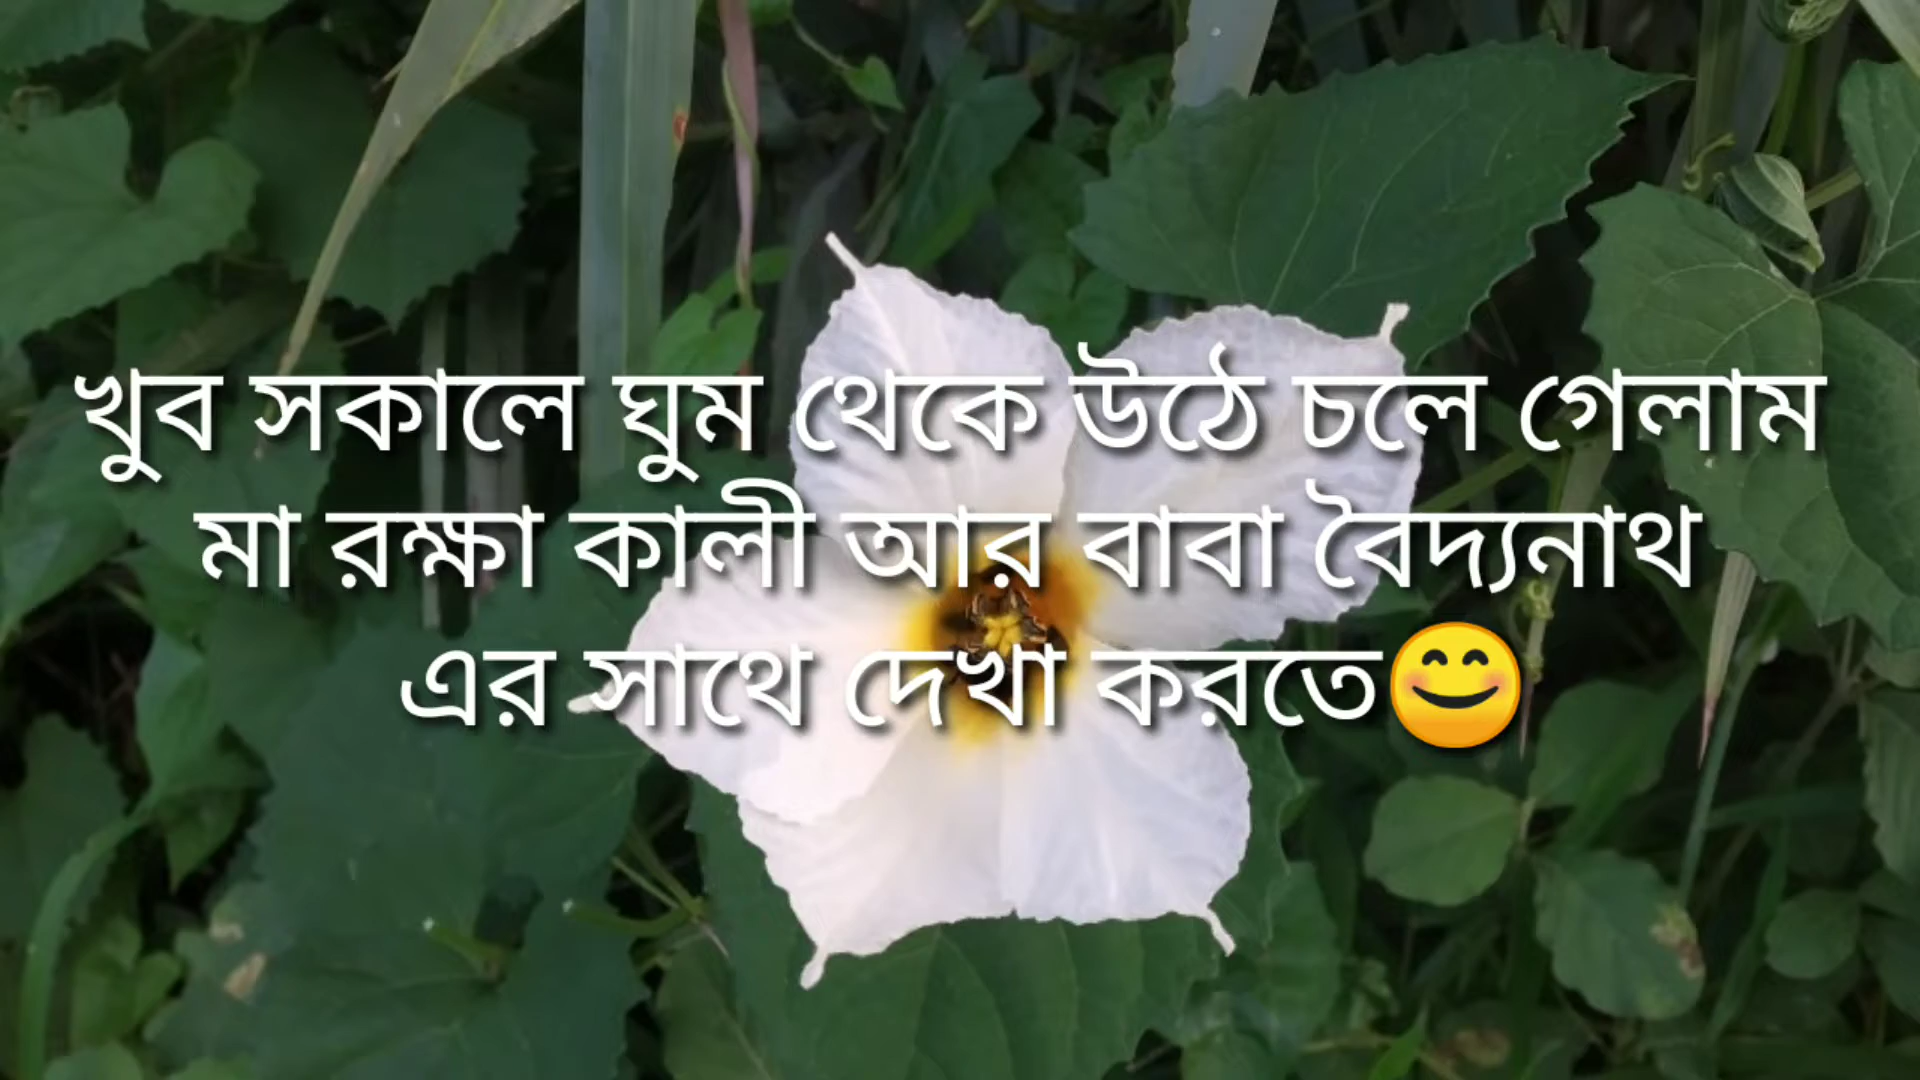 খুব সকালে ঘুম থেকে উঠে চলে গেলাম
মা রক্ষা কালী আর বাবা বৈদ্যনাথ
এর সাথে দেখা করতে😊